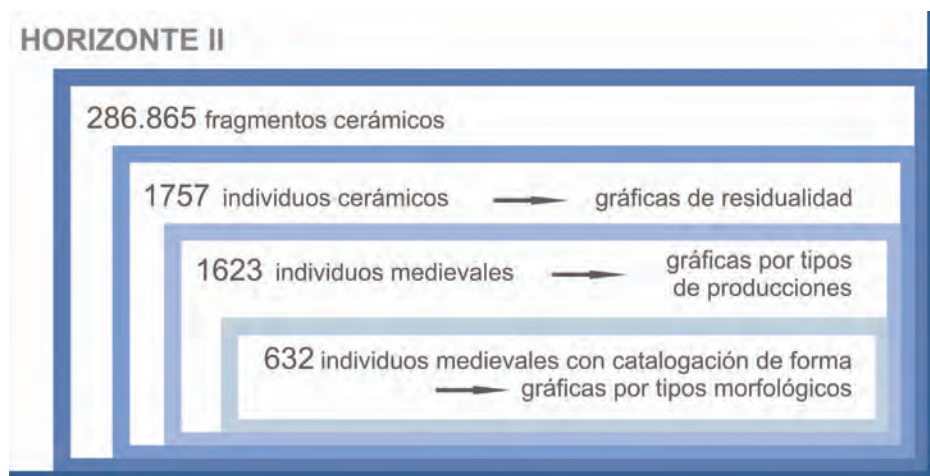 HORIZONTE II
286.865 fragmentos cerámicos
1757 individuos cerámicos gráficas de residualidad
1623 individuos medievales gráficas por tipos
de producciones
632 individuos medievales con catalogación de forma
gráficas por tipos morfológicos